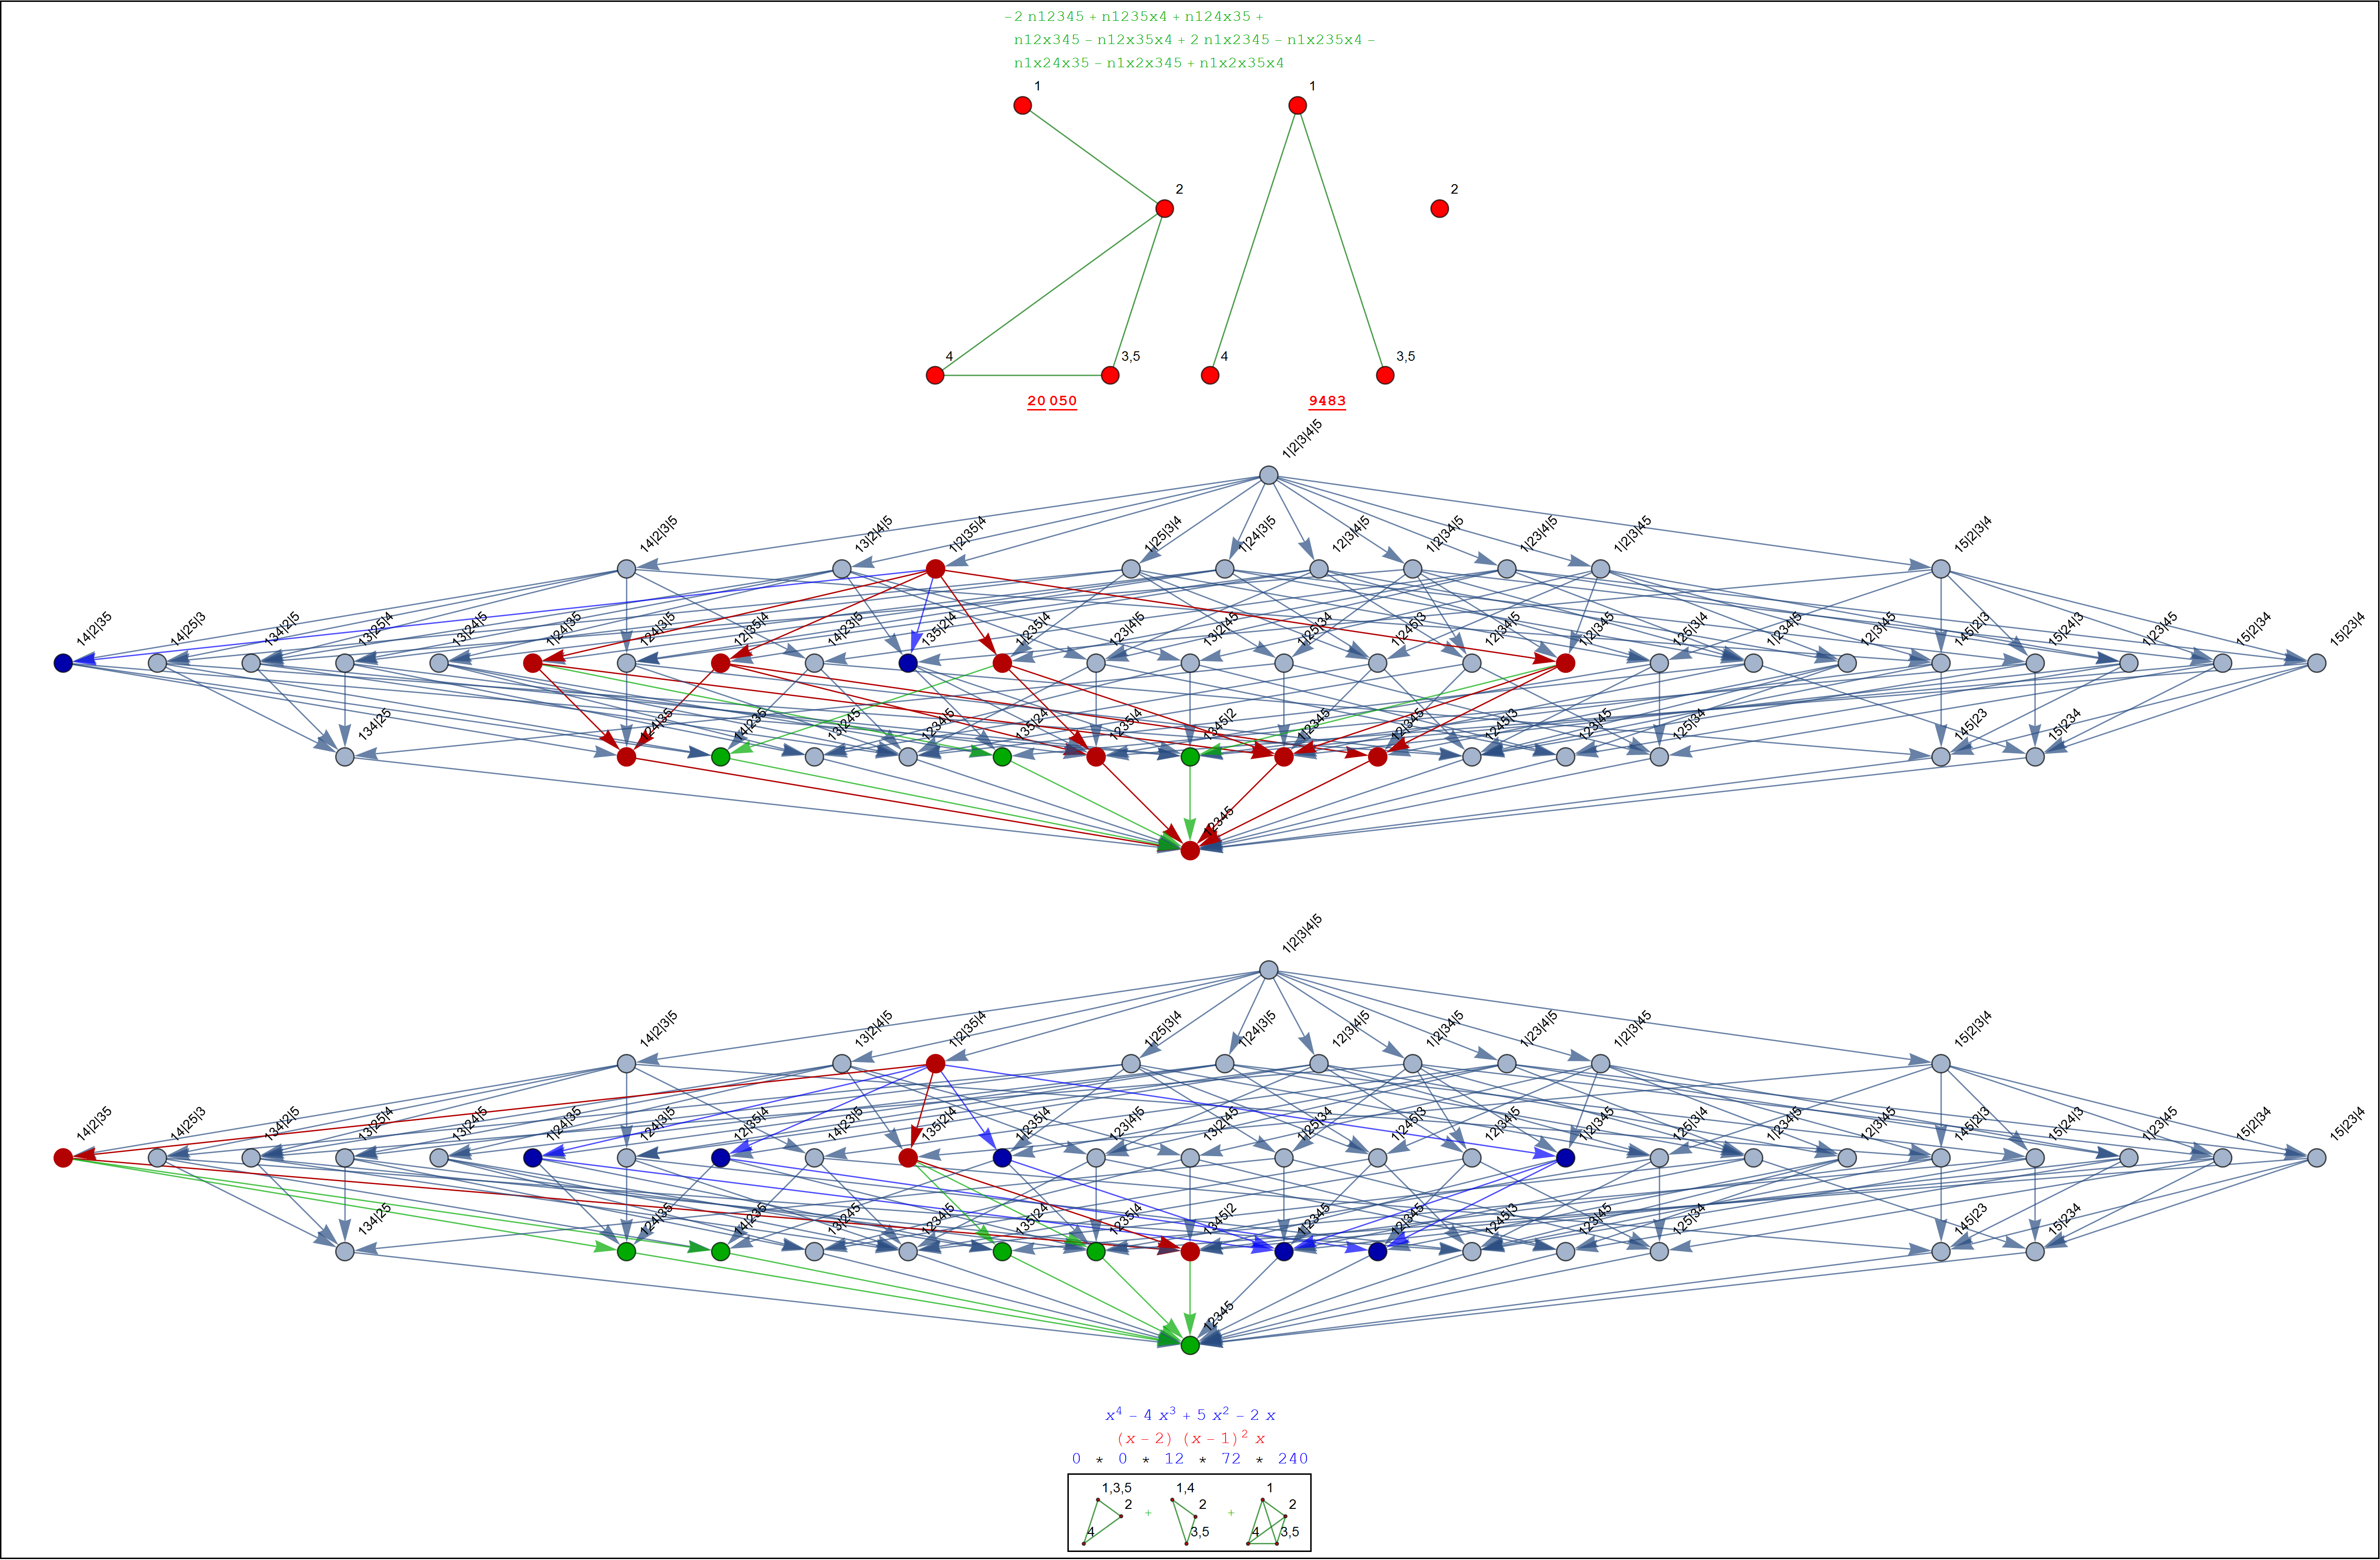 −2 n12345 + n1235x4 + n124x35 +
n12x345 − n12x35x4 + 2 n1x2345 − n1x235x4 −
n1x24x35 − n1x2x345 + n1x2x35x4
1 1
2 2
4 3,5 4 3,5
20 050 9483
1|2|3|4|5
14|2|3|5 13|2|4|5 1|2|35|4 1|25|3|4 1|24|3|5 12|3|4|5 1|2|34|5 1|23|4|5 1|2|3|45 15|2|3|4
14|2|35 14|25|3 134|2|5 13|25|4 13|24|5 1|24|35 124|3|5 12|35|4 14|23|5 135|2|4 1|235|4 123|4|5 13|2|45 1|25|34 1|245|3 12|34|5 1|2|345 125|3|4 1|234|5 12|3|45 145|2|3 15|24|3 1|23|45 15|2|34 15|23|4
134|25 124|35 14|235 13|245 1234|5 135|24 1235|4 1345|2 1|2345 12|345 1245|3 123|45 125|34 145|23 15|234
12345
1|2|3|4|5
14|2|3|5 13|2|4|5 1|2|35|4 1|25|3|4 1|24|3|5 12|3|4|5 1|2|34|5 1|23|4|5 1|2|3|45 15|2|3|4
14|2|35 14|25|3 134|2|5 13|25|4 13|24|5 1|24|35 124|3|5 12|35|4 14|23|5 135|2|4 1|235|4 123|4|5 13|2|45 1|25|34 1|245|3 12|34|5 1|2|345 125|3|4 1|234|5 12|3|45 145|2|3 15|24|3 1|23|45 15|2|34 15|23|4
134|25 124|35 14|235 13|245 1234|5 135|24 1235|4 1345|2 1|2345 12|345 1245|3 123|45 125|34 145|23 15|234
12345
x⁴ − 4 x³ + 5 x² − 2 x
(x − 2) (x − 1)² x
0 * 0 * 12 * 72 * 240
1,3,5 1,4 1
2 + 2 + 2
4 3,5 4 3,5